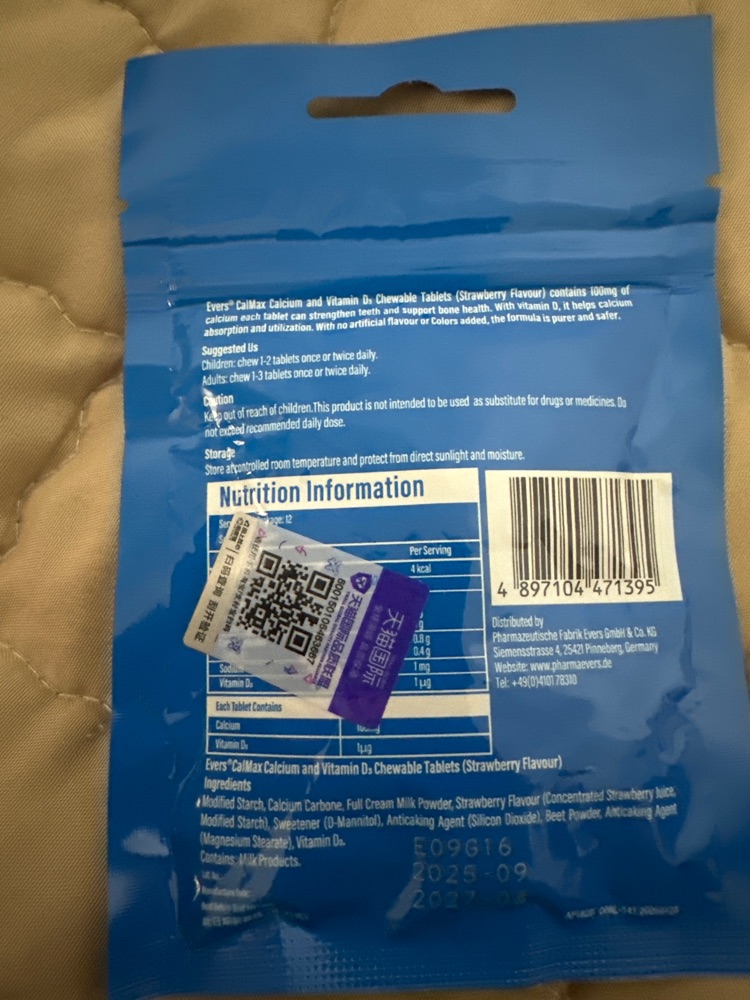 Evers® CalMax Calcium and Vitamin D₃ Chewable Tablets (Strawberry Flavour) contains 100mg of
calcium each tablet can strengthen teeth and support bone health. With vitamin D, it helps calcium
absorption and utilization. With no artificial flavour or Colors added, the formula is purer and safer.
Suggested Us
Children: chew 1-2 tablets once or twice daily.
Adults: chew 1-3 tablets once or twice daily.
Keep out of reach of children.This product is not intended to be used as substitute for drugs or medicines. Do
not exceed recommended daily dose.
Storage
Store at controlled room temperature and protect from direct sunlight and moisture.
Nutrition Information
12
Per Serving
4 kcal
0.8 g
0.4 g
1 mg
Vitamin D₃
1 µg
Each Tablet Contains
Calcium
Vitamin D₃
1µg
天猫国际
扫码查询 揭开验证
4 897104 471395
Distributed by
Pharmazeutische Fabrik Evers GmbH & Co. KG
Siemensstrasse 4, 25421 Pinneberg, Germany
Website: www.pharmaevers.de
Tel: +49(0)4101 78310
Evers®CalMax Calcium and Vitamin D₃ Chewable Tablets (Strawberry Flavour)
Ingredients
Modified Starch, Calcium Carbone, Full Cream Milk Powder, Strawberry Flavour (Concentrated Strawberry Juice,
Modified Starch), Sweetener (D-Mannitol), Anticaking Agent (Silicon Dioxide), Beet Powder, Anticaking Agent
(Magnesium Stearate), Vitamin D₃.
Contains: Milk Products.
E09G16
2025-09